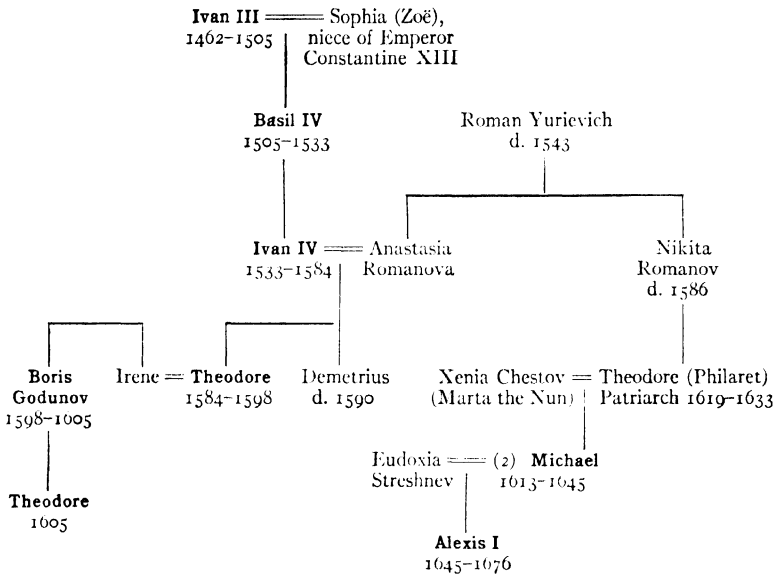 Ivan III = Sophia (Zoë),
1462–1505 niece of Emperor
Constantine XIII
Basil IV
1505–1533
Roman Yurievich
d. 1543
Ivan IV = Anastasia
1533–1584 Romanova
Nikita
Romanov
d. 1586
Boris
Godunov
1598–1605
Irene = Theodore
1584–1598
Demetrius
d. 1590
Xenia Chestov = Theodore (Philaret)
(Marta the Nun) Patriarch 1619–1633
Theodore
1605
Eudoxia = (2) Michael
Streshnev 1613–1645
Alexis I
1645–1676